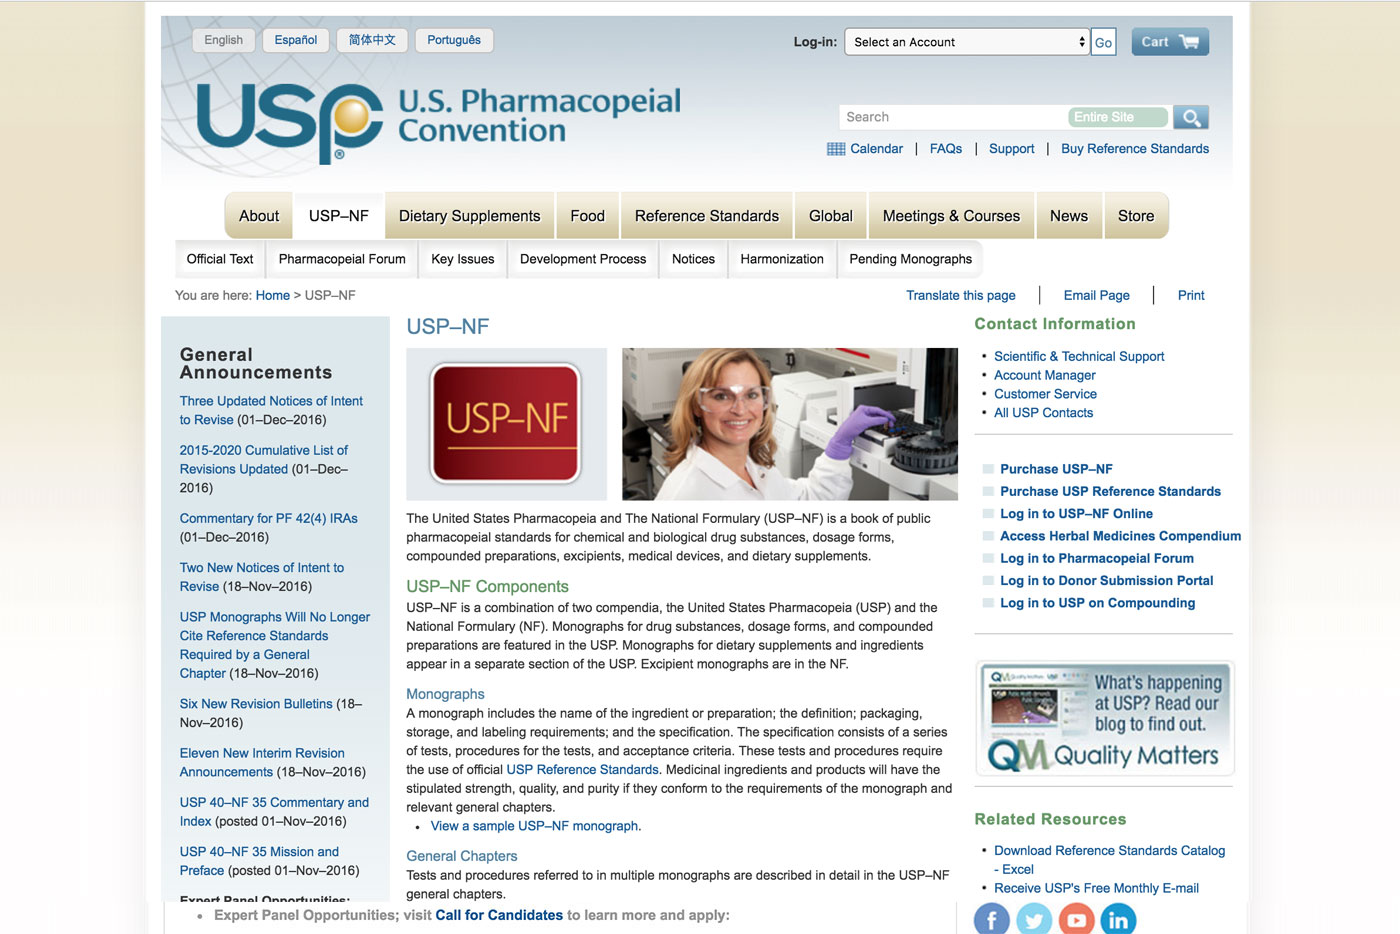 English Español 简体中文 Português
Log-in: Select an Account Go Cart
USP® U.S. Pharmacopeial
Convention
Search Entire Site
Calendar | FAQs | Support | Buy Reference Standards
About USP–NF Dietary Supplements Food Reference Standards Global Meetings & Courses News Store
Official Text Pharmacopeial Forum Key Issues Development Process Notices Harmonization Pending Monographs
You are here: Home > USP–NF
Translate this page | Email Page | Print
General
Announcements
Three Updated Notices of Intent
to Revise (01–Dec–2016)
2015-2020 Cumulative List of
Revisions Updated (01–Dec–
2016)
Commentary for PF 42(4) IRAs
(01–Dec–2016)
Two New Notices of Intent to
Revise (18–Nov–2016)
USP Monographs Will No Longer
Cite Reference Standards
Required by a General
Chapter (18–Nov–2016)
Six New Revision Bulletins (18–
Nov–2016)
Eleven New Interim Revision
Announcements (18–Nov–2016)
USP 40–NF 35 Commentary and
Index (posted 01–Nov–2016)
USP 40–NF 35 Mission and
Preface (posted 01–Nov–2016)
Expert Panel Opportunities:
USP–NF
USP–NF
The United States Pharmacopeia and The National Formulary (USP–NF) is a book of public
pharmacopeial standards for chemical and biological drug substances, dosage forms,
compounded preparations, excipients, medical devices, and dietary supplements.
USP–NF Components
USP–NF is a combination of two compendia, the United States Pharmacopeia (USP) and the
National Formulary (NF). Monographs for drug substances, dosage forms, and compounded
preparations are featured in the USP. Monographs for dietary supplements and ingredients
appear in a separate section of the USP. Excipient monographs are in the NF.
Monographs
A monograph includes the name of the ingredient or preparation; the definition; packaging,
storage, and labeling requirements; and the specification. The specification consists of a series
of tests, procedures for the tests, and acceptance criteria. These tests and procedures require
the use of official USP Reference Standards. Medicinal ingredients and products will have the
stipulated strength, quality, and purity if they conform to the requirements of the monograph and
relevant general chapters.
• View a sample USP–NF monograph.
General Chapters
Tests and procedures referred to in multiple monographs are described in detail in the USP–NF
general chapters.
• Expert Panel Opportunities; visit Call for Candidates to learn more and apply:
Contact Information
• Scientific & Technical Support
• Account Manager
• Customer Service
• All USP Contacts
Purchase USP–NF
Purchase USP Reference Standards
Log in to USP–NF Online
Access Herbal Medicines Compendium
Log in to Pharmacopeial Forum
Log in to Donor Submission Portal
Log in to USP on Compounding
QM Quality Matters
What's happening
at USP? Read our
blog to find out.
QM Quality Matters
Related Resources
• Download Reference Standards Catalog
- Excel
• Receive USP's Free Monthly E-mail